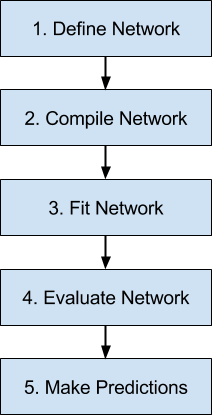 1. Define Network
2. Compile Network
3. Fit Network
4. Evaluate Network
5. Make Predictions